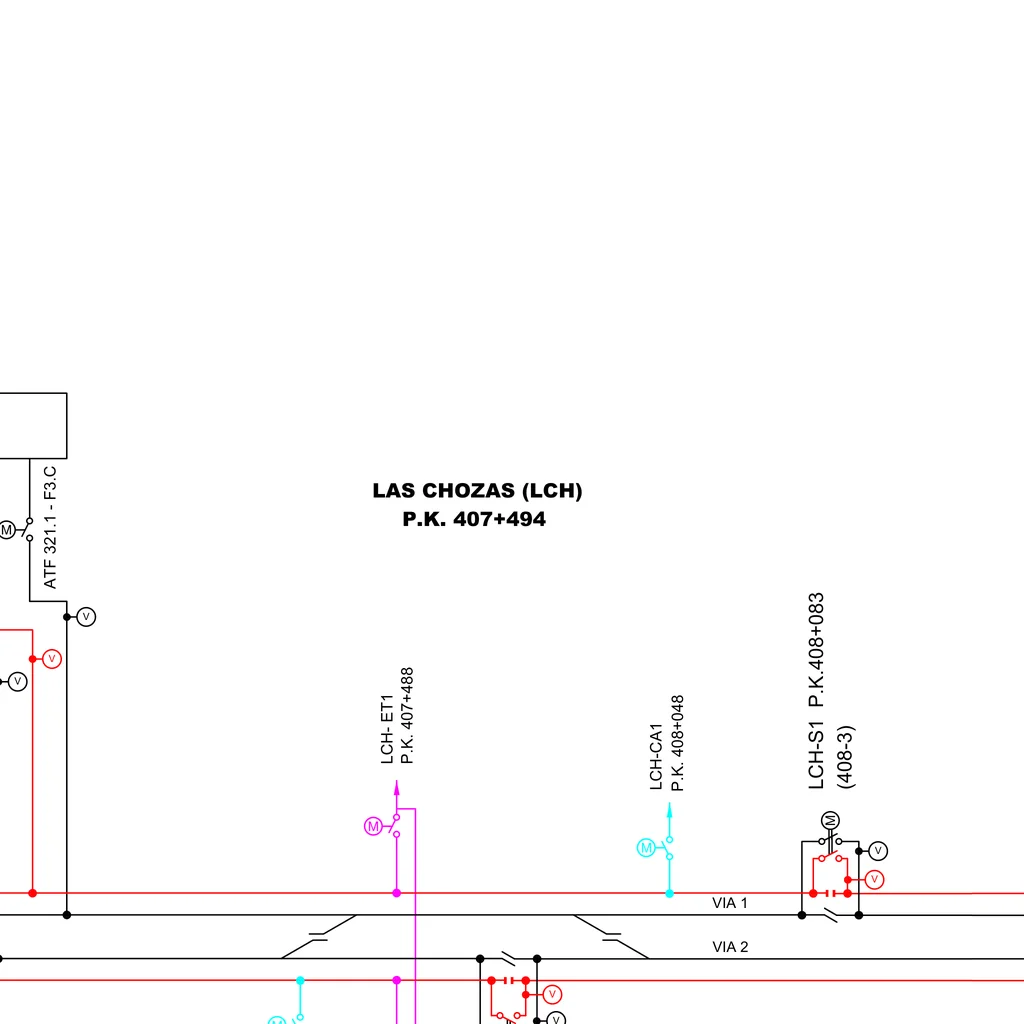 LAS CHOZAS (LCH)
P.K. 407+494
ATF 321.1 - F3.C
M
V
V
V
LCH- ET1
P.K. 407+488
M
LCH-CA1
P.K. 408+048
M
LCH-S1 P.K.408+083
(408-3)
M
V
V
VIA 1
VIA 2
V
V
M